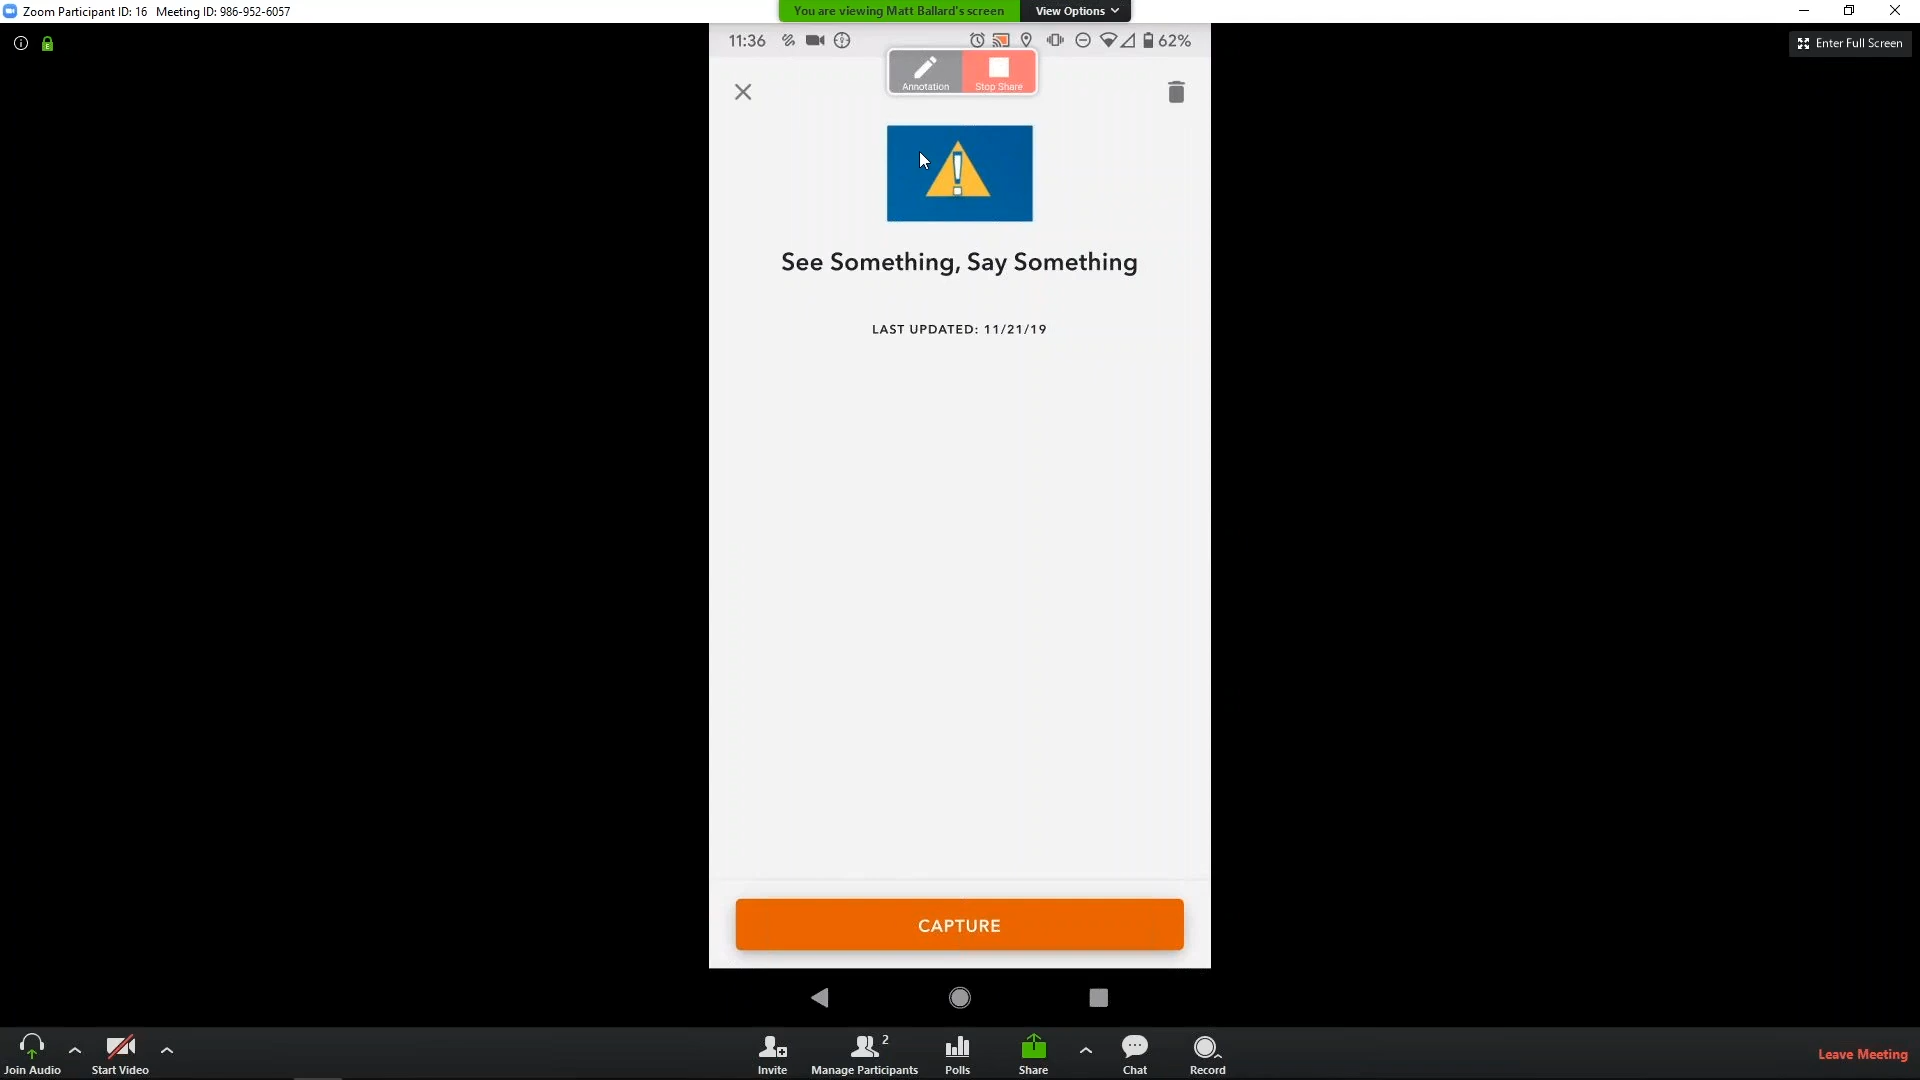 Zoom Participant ID: 16 Meeting ID: 986-952-6057
You are viewing Matt Ballard's screen
View Options
Enter Full Screen
11:36
62%
Annotation
Stop Share
See Something, Say Something
LAST UPDATED: 11/21/19
CAPTURE
Join Audio
Start Video
Invite
2
Manage Participants
Polls
Share
Chat
Record
Leave Meeting